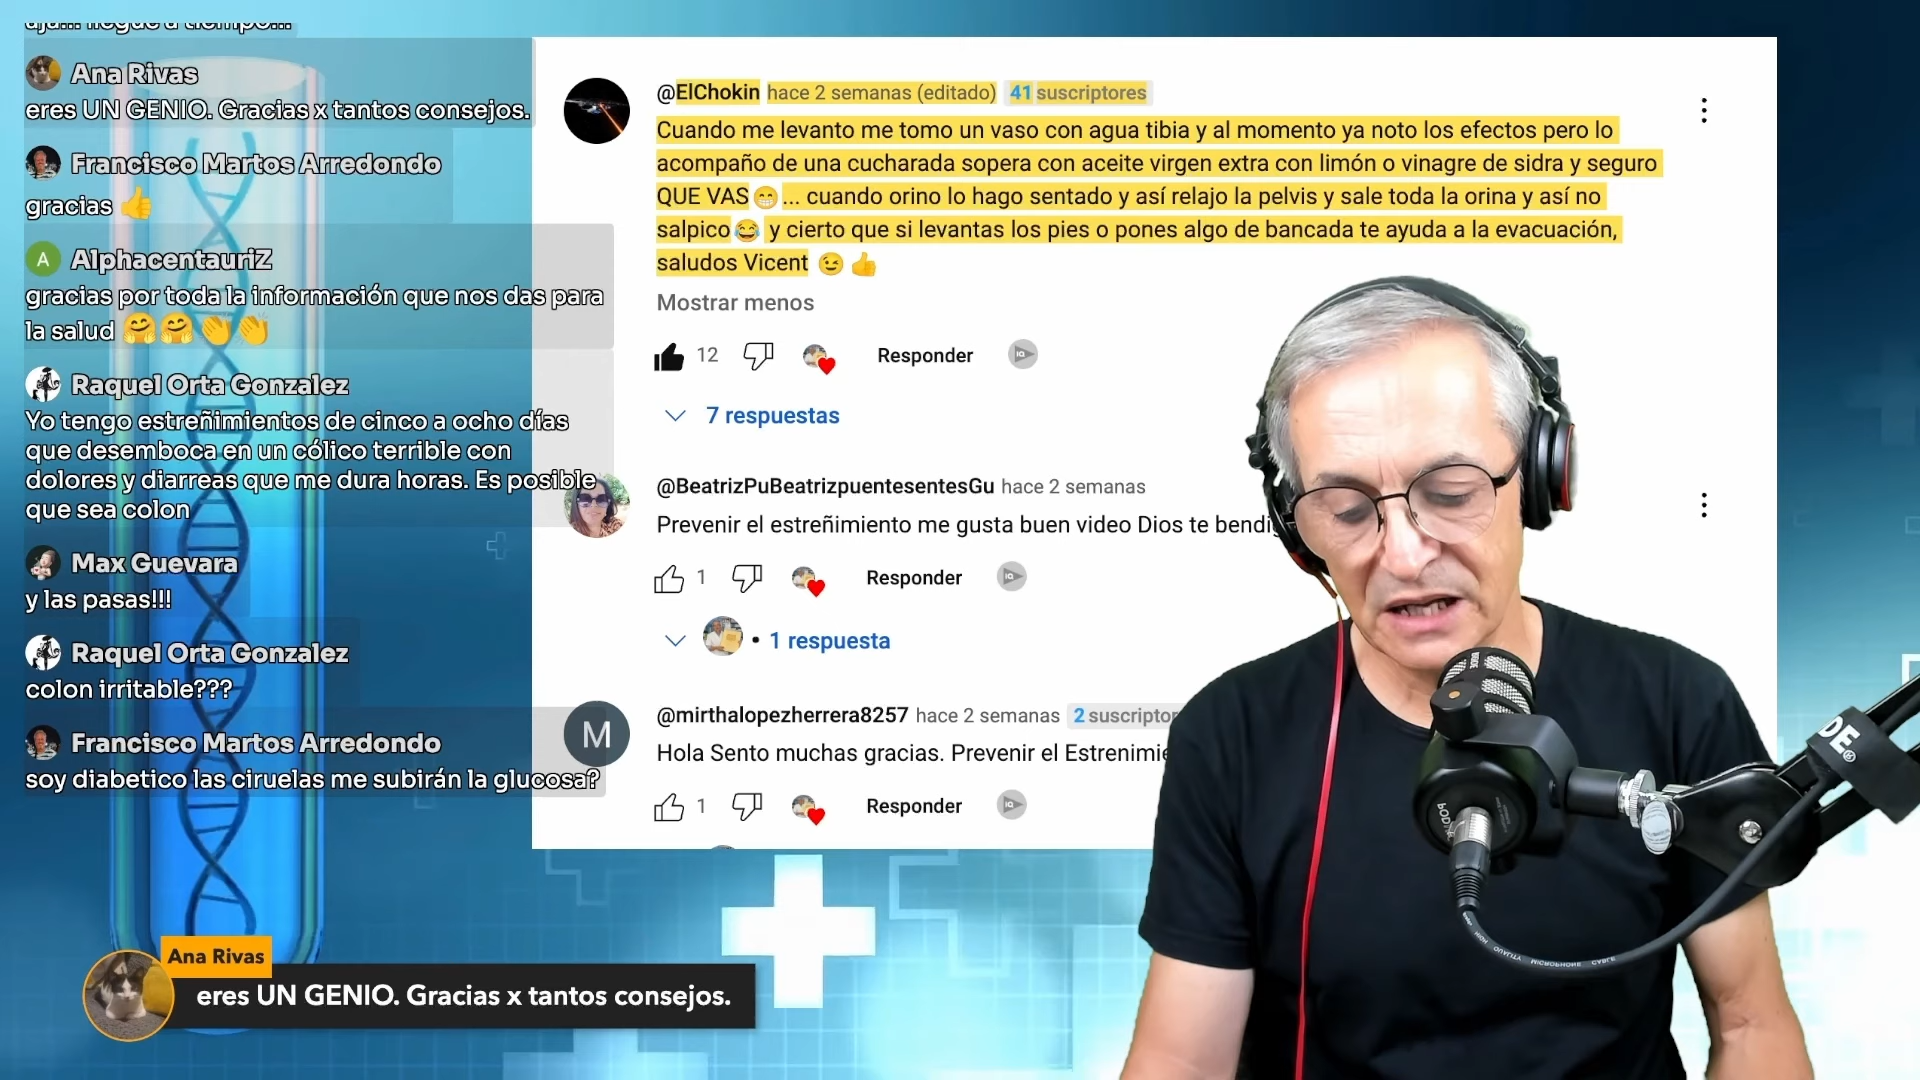 ajá... llegué a tiempo...
Ana Rivas
eres UN GENIO. Gracias x tantos consejos.
Francisco Martos Arredondo
gracias 👍
A AlphacentauriZ
gracias por toda la información que nos das para
la salud 🤗🤗👏👏
Raquel Orta Gonzalez
Yo tengo estreñimientos de cinco a ocho días
que desemboca en un cólico terrible con
dolores y diarreas que me dura horas. Es posible
que sea colon
Max Guevara
y las pasas!!!
Raquel Orta Gonzalez
colon irritable???
Francisco Martos Arredondo
soy diabetico las ciruelas me subirán la glucosa?
@ElChokin hace 2 semanas (editado) 41 suscriptores
Cuando me levanto me tomo un vaso con agua tibia y al momento ya noto los efectos pero lo
acompaño de una cucharada sopera con aceite virgen extra con limón o vinagre de sidra y seguro
QUE VAS 😁... cuando orino lo hago sentado y así relajo la pelvis y sale toda la orina y así no
salpico 😂 y cierto que si levantas los pies o pones algo de bancada te ayuda a la evacuación,
saludos Vicent 😉 👍
Mostrar menos
12 Responder
7 respuestas
@BeatrizPuBeatrizpuentesentesGu hace 2 semanas
Prevenir el estreñimiento me gusta buen video Dios te bendig
1 Responder
• 1 respuesta
M
@mirthalopezherrera8257 hace 2 semanas 2 suscriptor
Hola Sento muchas gracias. Prevenir el Estrenimie
1 Responder
RODE
DE®
MICROPHONE CABLE
Ana Rivas
eres UN GENIO. Gracias x tantos consejos.